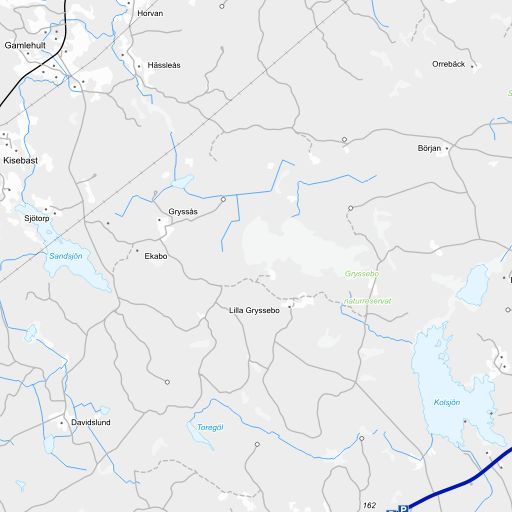 Horvan
Gamlehult
Hässleås
Orrebäck
Början
Kisebast
Sjötorp
Gryssås
Sandsjön
Ekabo
Gryssebo
naturreservat
Lilla Gryssebo
Kolsjön
Davidslund
Toregöl
162
P